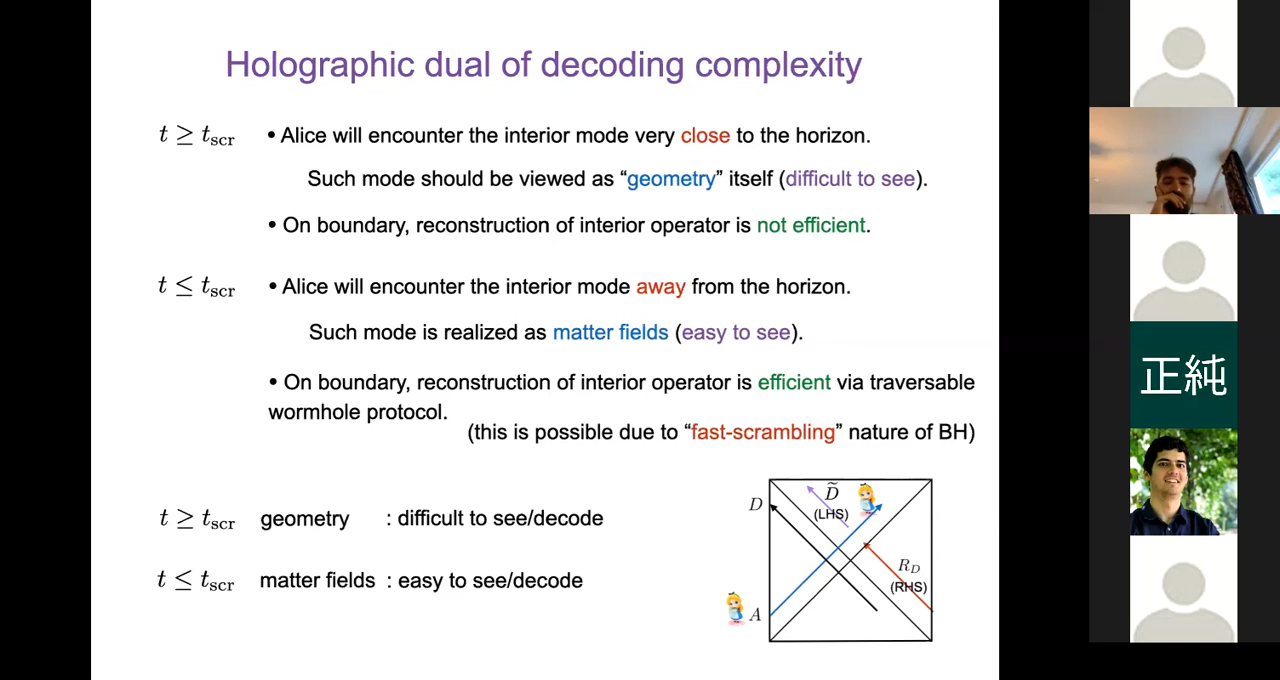 Holographic dual of decoding complexity
t ≥ t_scr • Alice will encounter the interior mode very close to the horizon.
Such mode should be viewed as “geometry” itself (difficult to see).
• On boundary, reconstruction of interior operator is not efficient.
t ≤ t_scr • Alice will encounter the interior mode away from the horizon.
Such mode is realized as matter fields (easy to see).
• On boundary, reconstruction of interior operator is efficient via traversable
wormhole protocol.
(this is possible due to “fast-scrambling” nature of BH)
t ≥ t_scr geometry : difficult to see/decode
t ≤ t_scr matter fields : easy to see/decode
D
D̃
(LHS)
R_D
(RHS)
A
正純